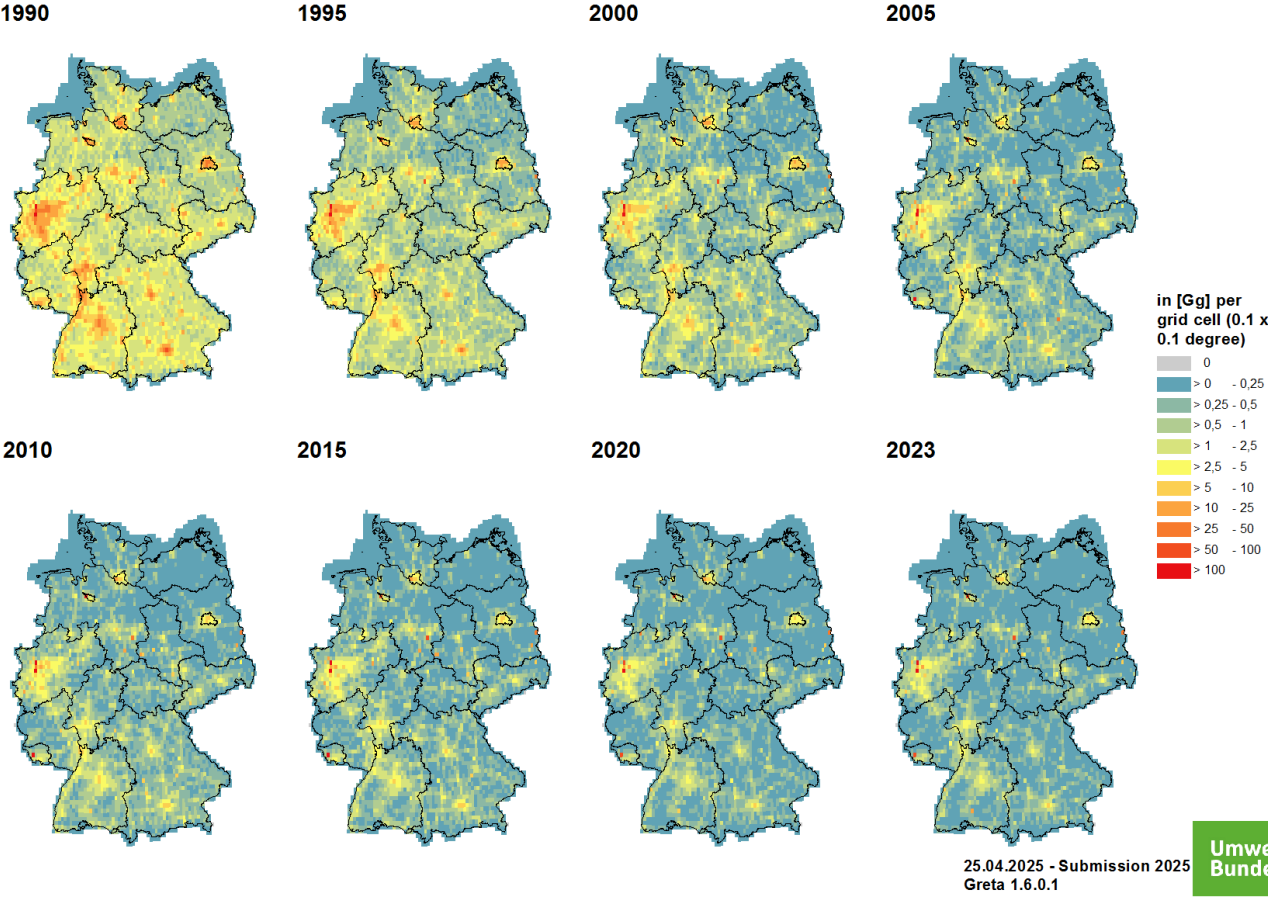 1990
1995
2000
2005
in [Gg] per
grid cell (0.1 x
0.1 degree)
0
> 0 - 0,25
> 0,25 - 0,5
> 0,5 - 1
> 1 - 2,5
> 2,5 - 5
> 5 - 10
> 10 - 25
> 25 - 50
> 50 - 100
> 100
2010
2015
2020
2023
25.04.2025 - Submission 2025
Greta 1.6.0.1
Umwe
Bunde